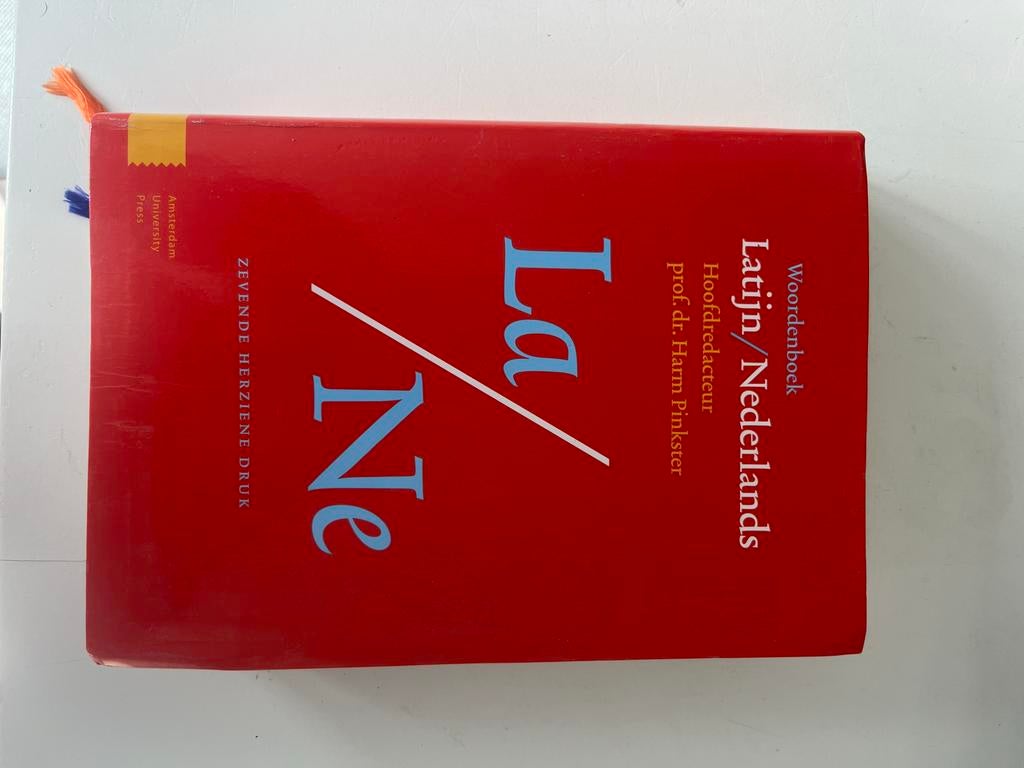 Woordenboek
Latijn/Nederlands
Hoofdredacteur
prof. dr. Harm Pinkster
La
/
Ne
ZEVENDE HERZIENE DRUK
Amsterdam
University
Press